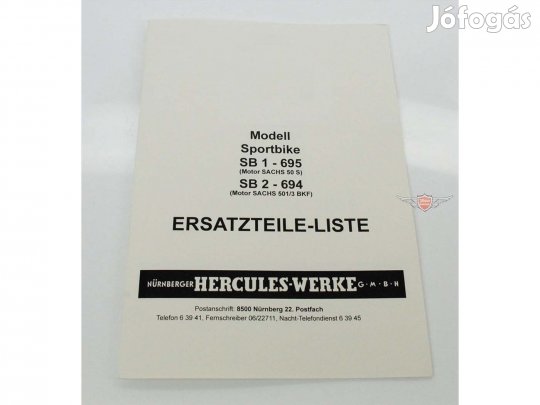 Jófogás
Modell
Sportbike
SB 1 - 695
(Motor SACHS 50 S)
SB 2 - 694
(Motor SACHS 501/3 BKF)
ERSATZTEILE-LISTE
NÜRNBERGER HERCULES-WERKE G·M·B·H
Postanschrift: 8500 Nürnberg 22. Postfach
Telefon 6 39 41, Fernschreiber 06/22711, Nacht-Telefondienst 6 39 45